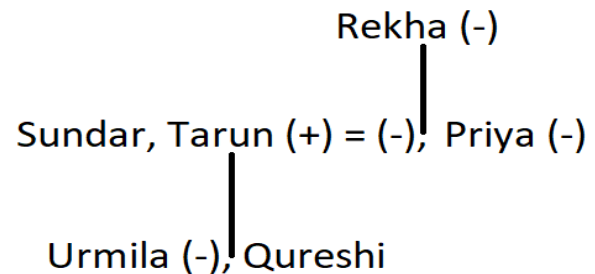 Rekha (-)
Sundar, Tarun (+) = (-), Priya (-)
Urmila (-), Qureshi